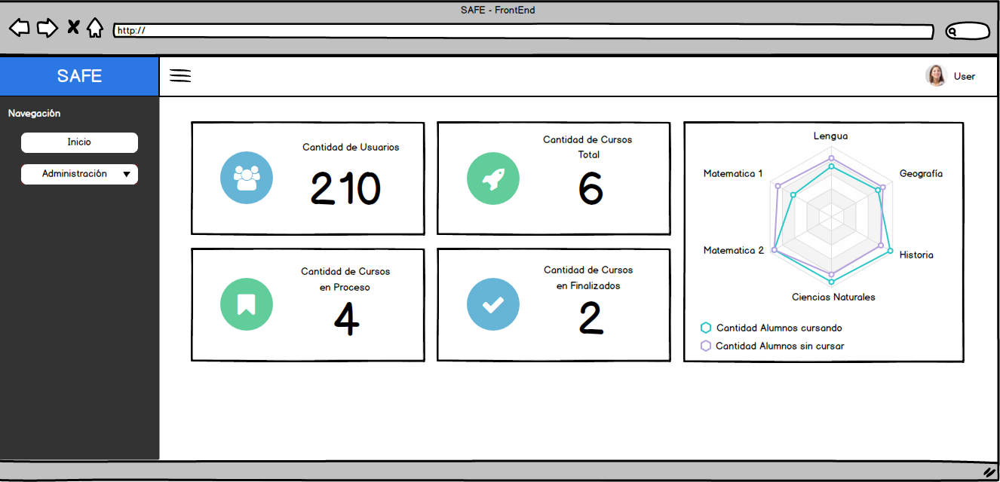 SAFE - FrontEnd
http://
SAFE
User
Navegación
Inicio
Administración
Cantidad de Usuarios
210
Cantidad de Cursos
Total
6
Cantidad de Cursos
en Proceso
4
Cantidad de Cursos
en Finalizados
2
Lengua
Matematica 1
Geografía
Matematica 2
Historia
Ciencias Naturales
Cantidad Alumnos cursando
Cantidad Alumnos sin cursar